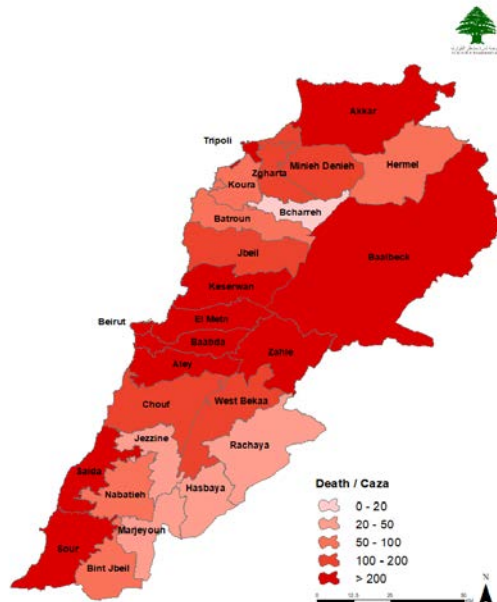 Akkar
Tripoli
Minieh Denieh
Hermel
Zgharta
Koura
Bcharreh
Batroun
Jbeil
Baalbeck
Keserwan
El Metn
Beirut
Baabda
Zahle
Aley
Chouf
West Bekaa
Jezzine
Rachaya
Saida
Hasbaya
Nabatieh
Marjeyoun
Sour
Bint Jbeil
Death / Caza
0 - 20
20 - 50
50 - 100
100 - 200
> 200
N